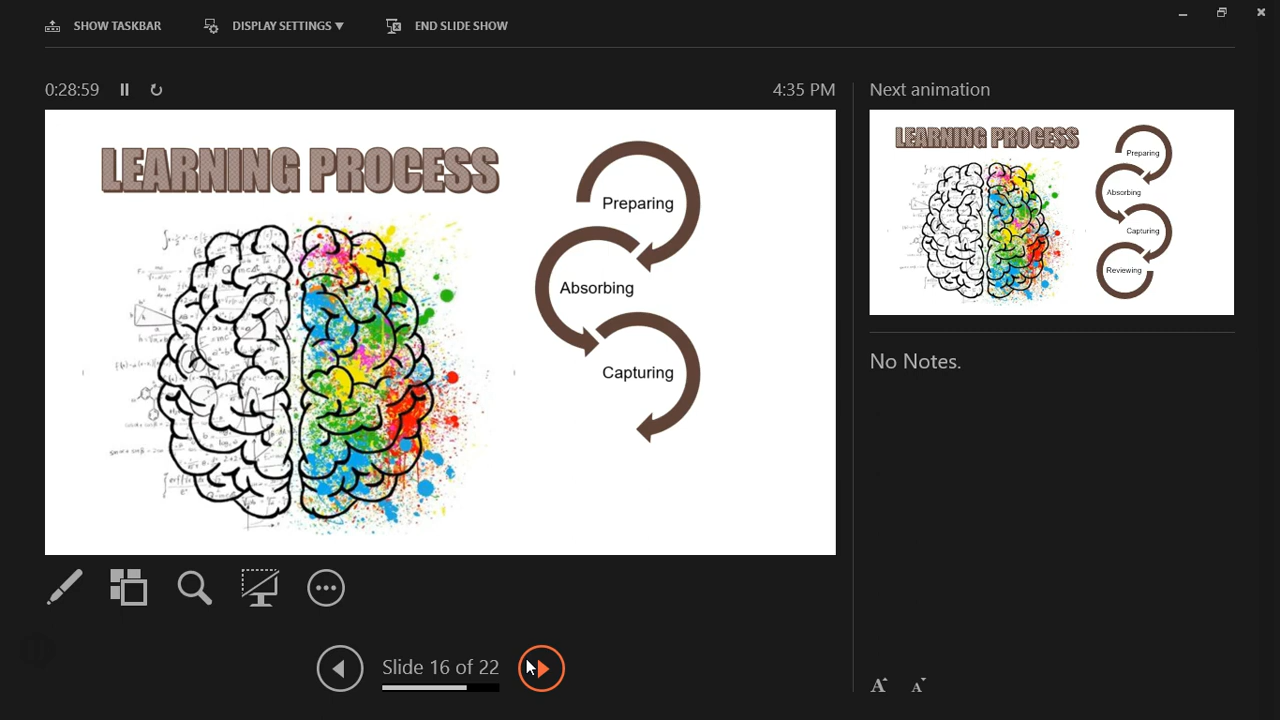 SHOW TASKBAR
DISPLAY SETTINGS
END SLIDE SHOW
0:28:59
4:35 PM
Next animation
LEARNING PROCESS
Preparing
Absorbing
Capturing
LEARNING PROCESS
Preparing
Absorbing
Capturing
Reviewing
No Notes.
Slide 16 of 22
A
A